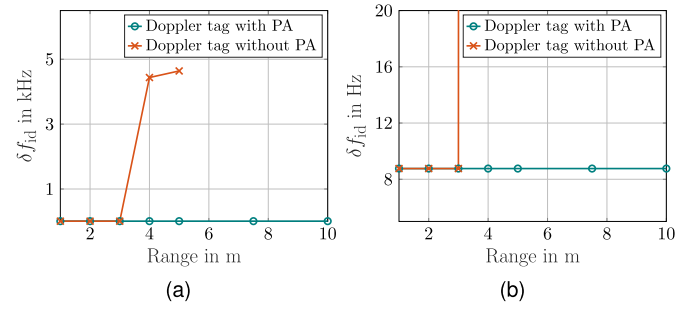 Doppler tag with PA
Doppler tag without PA
5
4
3
1
δf_id in kHz
2 4 6 8 10
Range in m
(a)
Doppler tag with PA
Doppler tag without PA
20
16
12
8
δf_id in Hz
2 4 6 8 10
Range in m
(b)